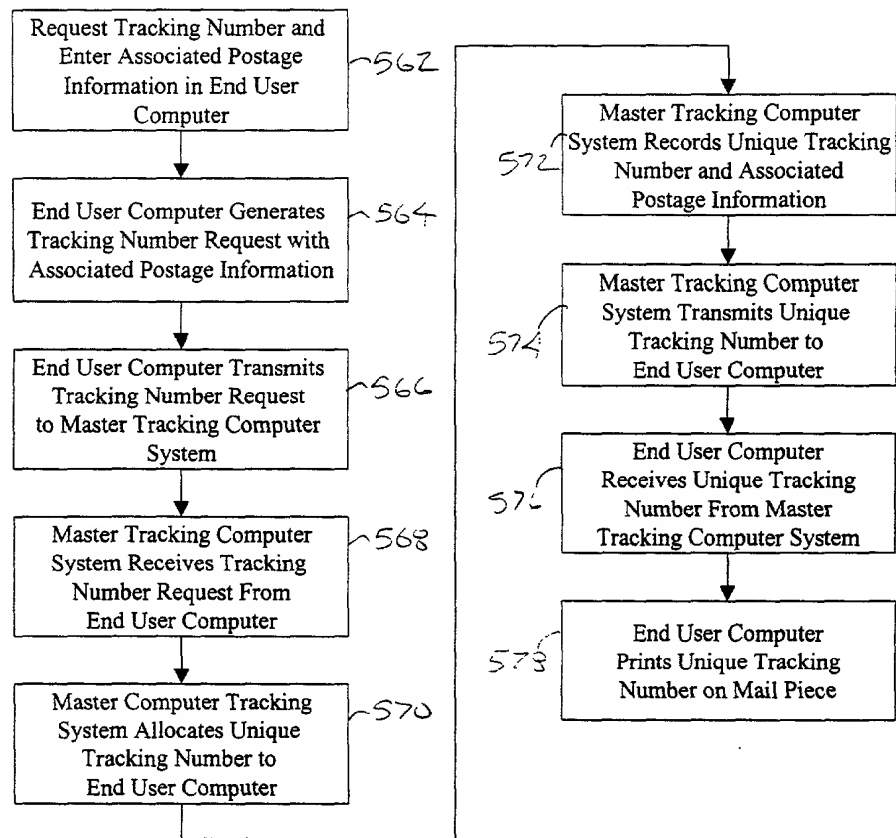 Request Tracking Number and
Enter Associated Postage
Information in End User
Computer
562
End User Computer Generates
Tracking Number Request with
Associated Postage Information
564
End User Computer Transmits
Tracking Number Request
to Master Tracking Computer
System
566
Master Tracking Computer
System Receives Tracking
Number Request From
End User Computer
568
Master Computer Tracking
System Allocates Unique
Tracking Number to
End User Computer
570
Master Tracking Computer
System Records Unique Tracking
Number and Associated
Postage Information
572
Master Tracking Computer
System Transmits Unique
Tracking Number to
End User Computer
574
End User Computer
Receives Unique Tracking
Number From Master
Tracking Computer System
576
End User Computer
Prints Unique Tracking
Number on Mail Piece
578